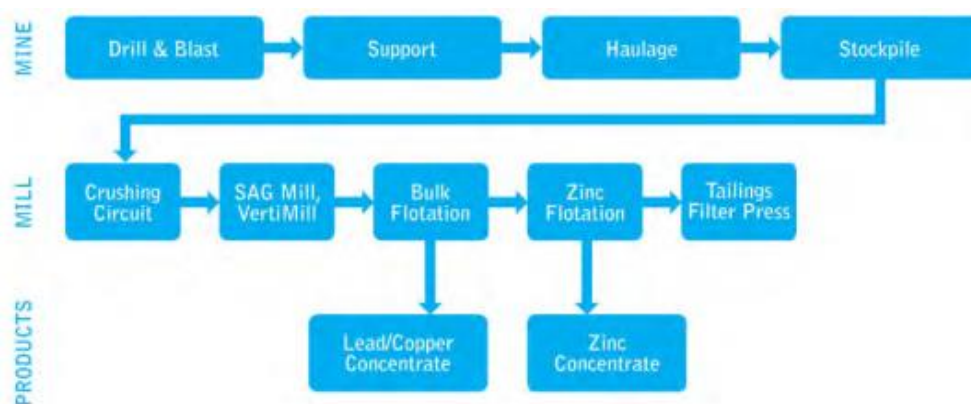 MINE
Drill & Blast
Support
Haulage
Stockpile
MILL
Crushing
Circuit
SAG Mill,
VertiMill
Bulk
Flotation
Zinc
Flotation
Tailings
Filter Press
PRODUCTS
Lead/Copper
Concentrate
Zinc
Concentrate